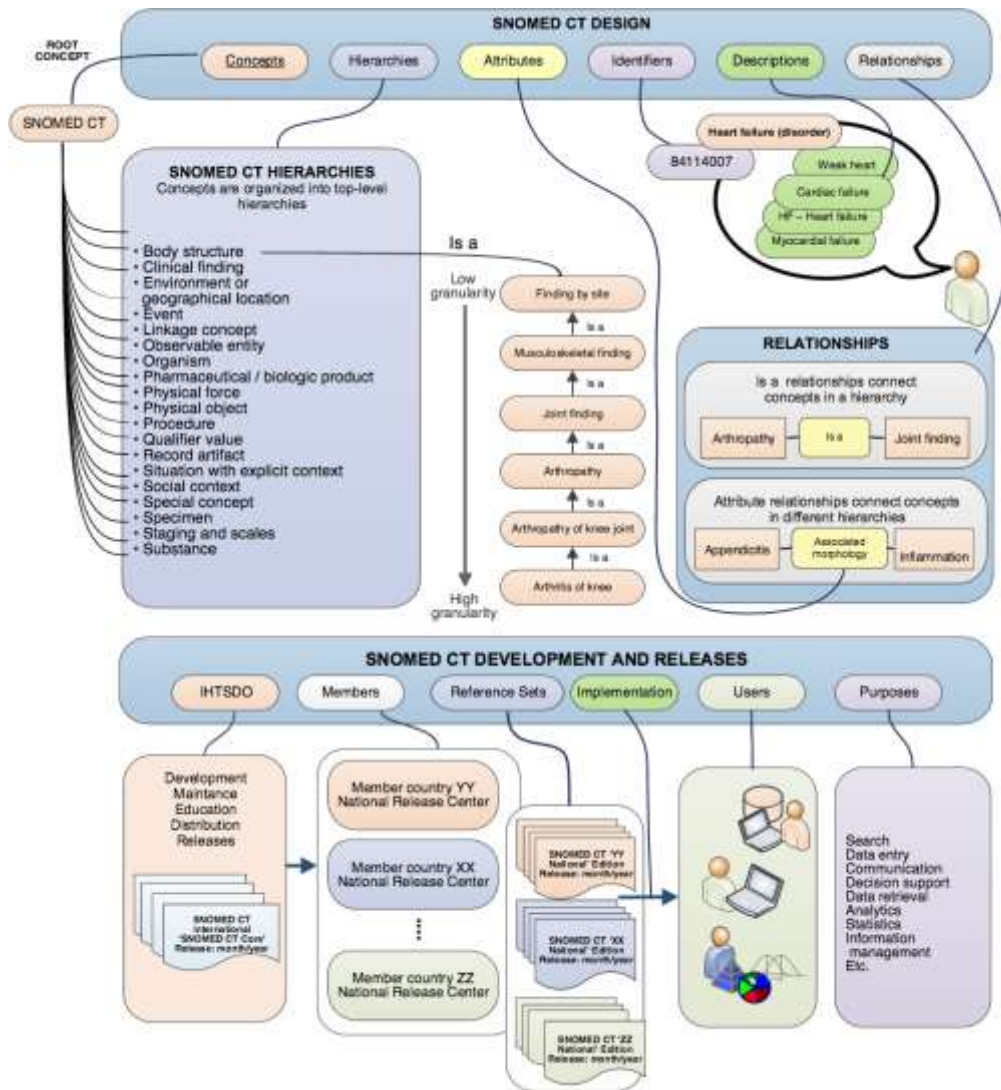 SNOMED CT DESIGN
ROOT
CONCEPT
Concepts
Hierarchies
Attributes
Identifiers
Descriptions
Relationships
SNOMED CT
SNOMED CT HIERARCHIES
Concepts are organized into top-level
hierarchies
• Body structure
• Clinical finding
• Environment or
geographical location
• Event
• Linkage concept
• Observable entity
• Organism
• Pharmaceutical / biologic product
• Physical force
• Physical object
• Procedure
• Qualifier value
• Record artifact
• Situation with explicit context
• Social context
• Special concept
• Specimen
• Staging and scales
• Substance
Is a
Low
granularity
High
granularity
Finding by site
Is a
Musculoskeletal finding
Is a
Joint finding
Is a
Arthropathy
Is a
Arthropathy of knee joint
Is a
Arthritis of knee
Heart failure (disorder)
84114007
Weak heart
Cardiac failure
HF – Heart failure
Myocardial failure
RELATIONSHIPS
Is a relationships connect
concepts in a hierarchy
Arthropathy
Is a
Joint finding
Attribute relationships connect concepts
in different hierarchies
Appendicitis
Associated
morphology
Inflammation
SNOMED CT DEVELOPMENT AND RELEASES
IHTSDO
Members
Reference Sets
Implementation
Users
Purposes
Development
Maintance
Education
Distribution
Releases
SNOMED CT
International
'SNOMED CT Core'
Release: month/year
Member country YY
National Release Center
Member country XX
National Release Center
Member country ZZ
National Release Center
SNOMED CT 'YY
National' Edition
Release: month/year
SNOMED CT 'XX
National' Edition
Release: month/year
SNOMED CT 'ZZ
National' Edition
Release: month/year
Search
Data entry
Communication
Decision support
Data retrieval
Analytics
Statistics
Information
management
Etc.